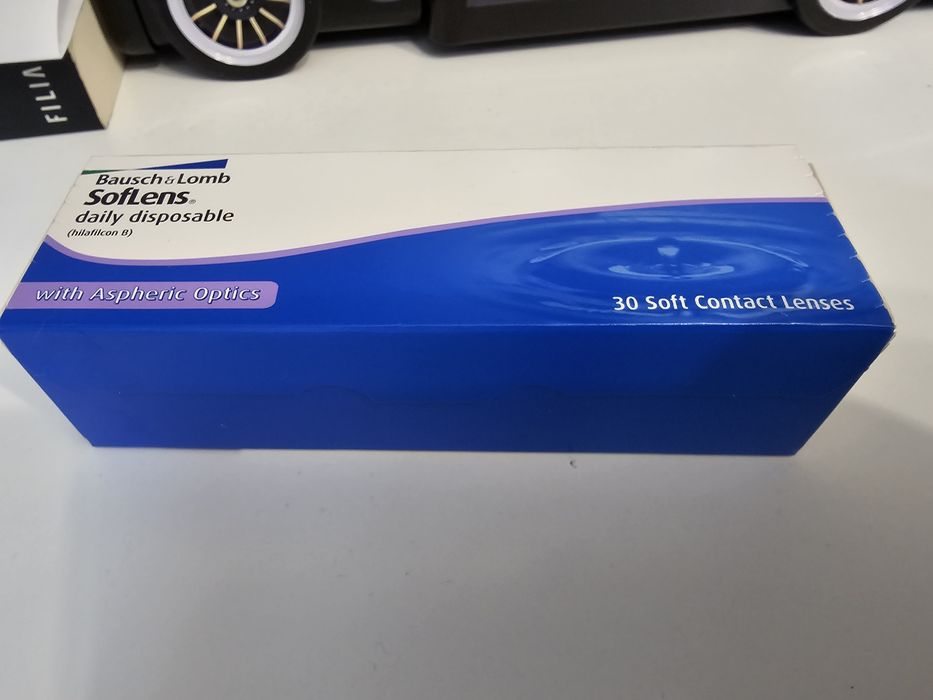 FILIA
Bausch & Lomb
SofLens®
daily disposable
(hilafilcon B)
with Aspheric Optics
30 Soft Contact Lenses